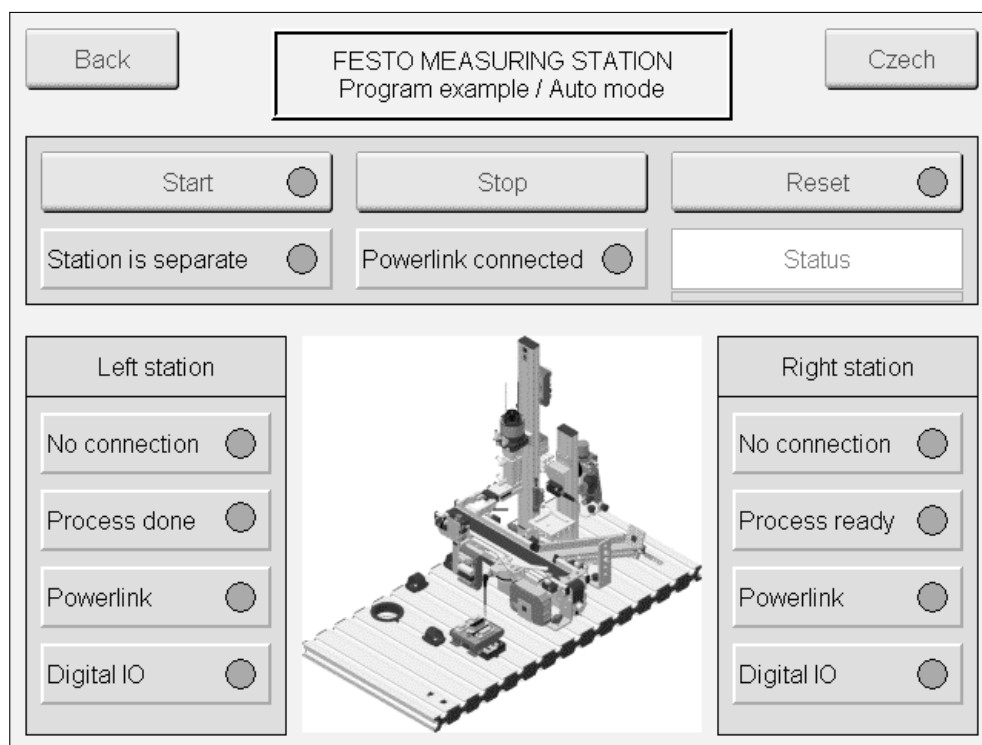 Back
FESTO MEASURING STATION
Program example / Auto mode
Czech
Start
Stop
Reset
Station is separate
Powerlink connected
Status
Left station
Right station
No connection
Process done
Powerlink
Digital IO
No connection
Process ready
Powerlink
Digital IO